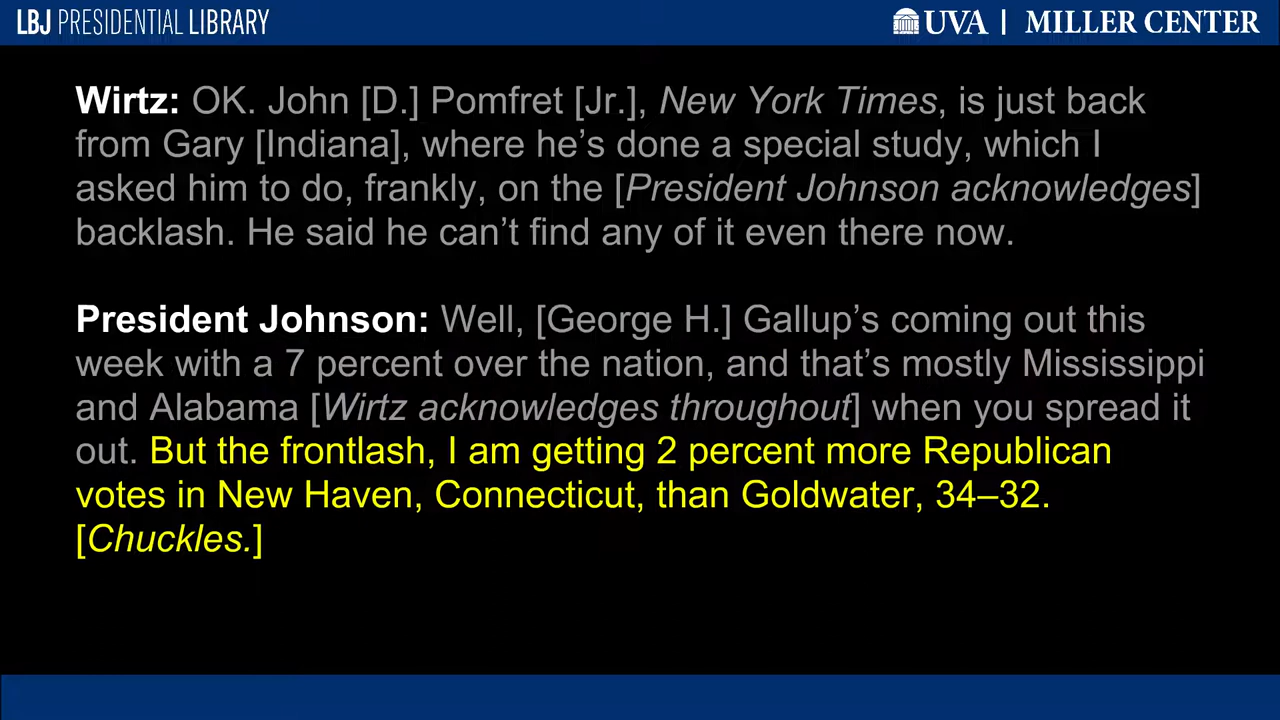 LBJ PRESIDENTIAL LIBRARY
UVA | MILLER CENTER
Wirtz: OK. John [D.] Pomfret [Jr.], New York Times, is just back
from Gary [Indiana], where he’s done a special study, which I
asked him to do, frankly, on the [President Johnson acknowledges]
backlash. He said he can’t find any of it even there now.
President Johnson: Well, [George H.] Gallup’s coming out this
week with a 7 percent over the nation, and that’s mostly Mississippi
and Alabama [Wirtz acknowledges throughout] when you spread it
out. But the frontlash, I am getting 2 percent more Republican
votes in New Haven, Connecticut, than Goldwater, 34–32.
[Chuckles.]